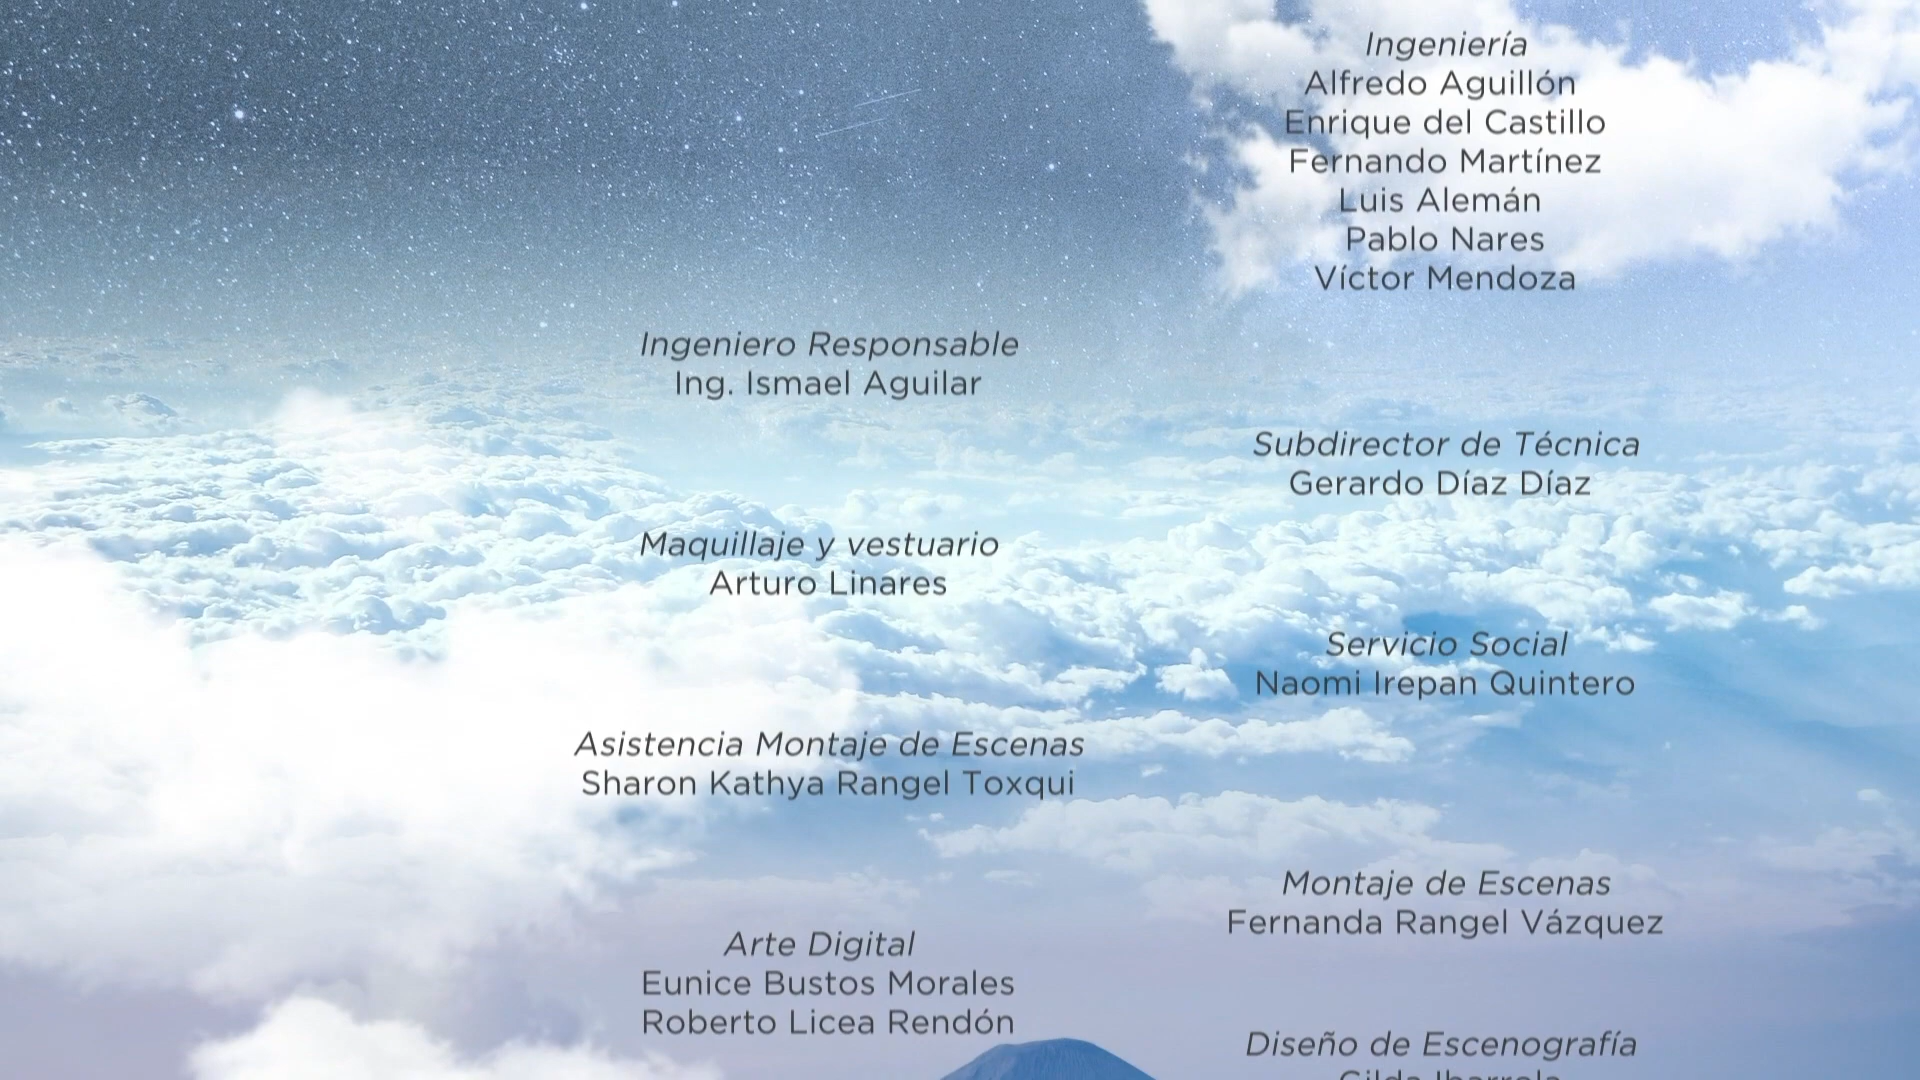 Ingeniería
Alfredo Aguillón
Enrique del Castillo
Fernando Martínez
Luis Alemán
Pablo Nares
Víctor Mendoza
Ingeniero Responsable
Ing. Ismael Aguilar
Subdirector de Técnica
Gerardo Díaz Díaz
Maquillaje y vestuario
Arturo Linares
Servicio Social
Naomi Irepan Quintero
Asistencia Montaje de Escenas
Sharon Kathya Rangel Toxqui
Montaje de Escenas
Fernanda Rangel Vázquez
Arte Digital
Eunice Bustos Morales
Roberto Licea Rendón
Diseño de Escenografía